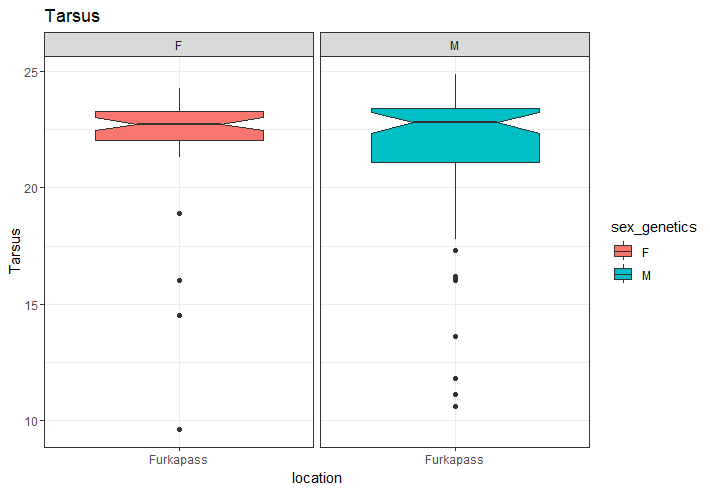 Tarsus
F
M
25
20
15
10
Tarsus
Furkapass
Furkapass
location
sex_genetics
F
M